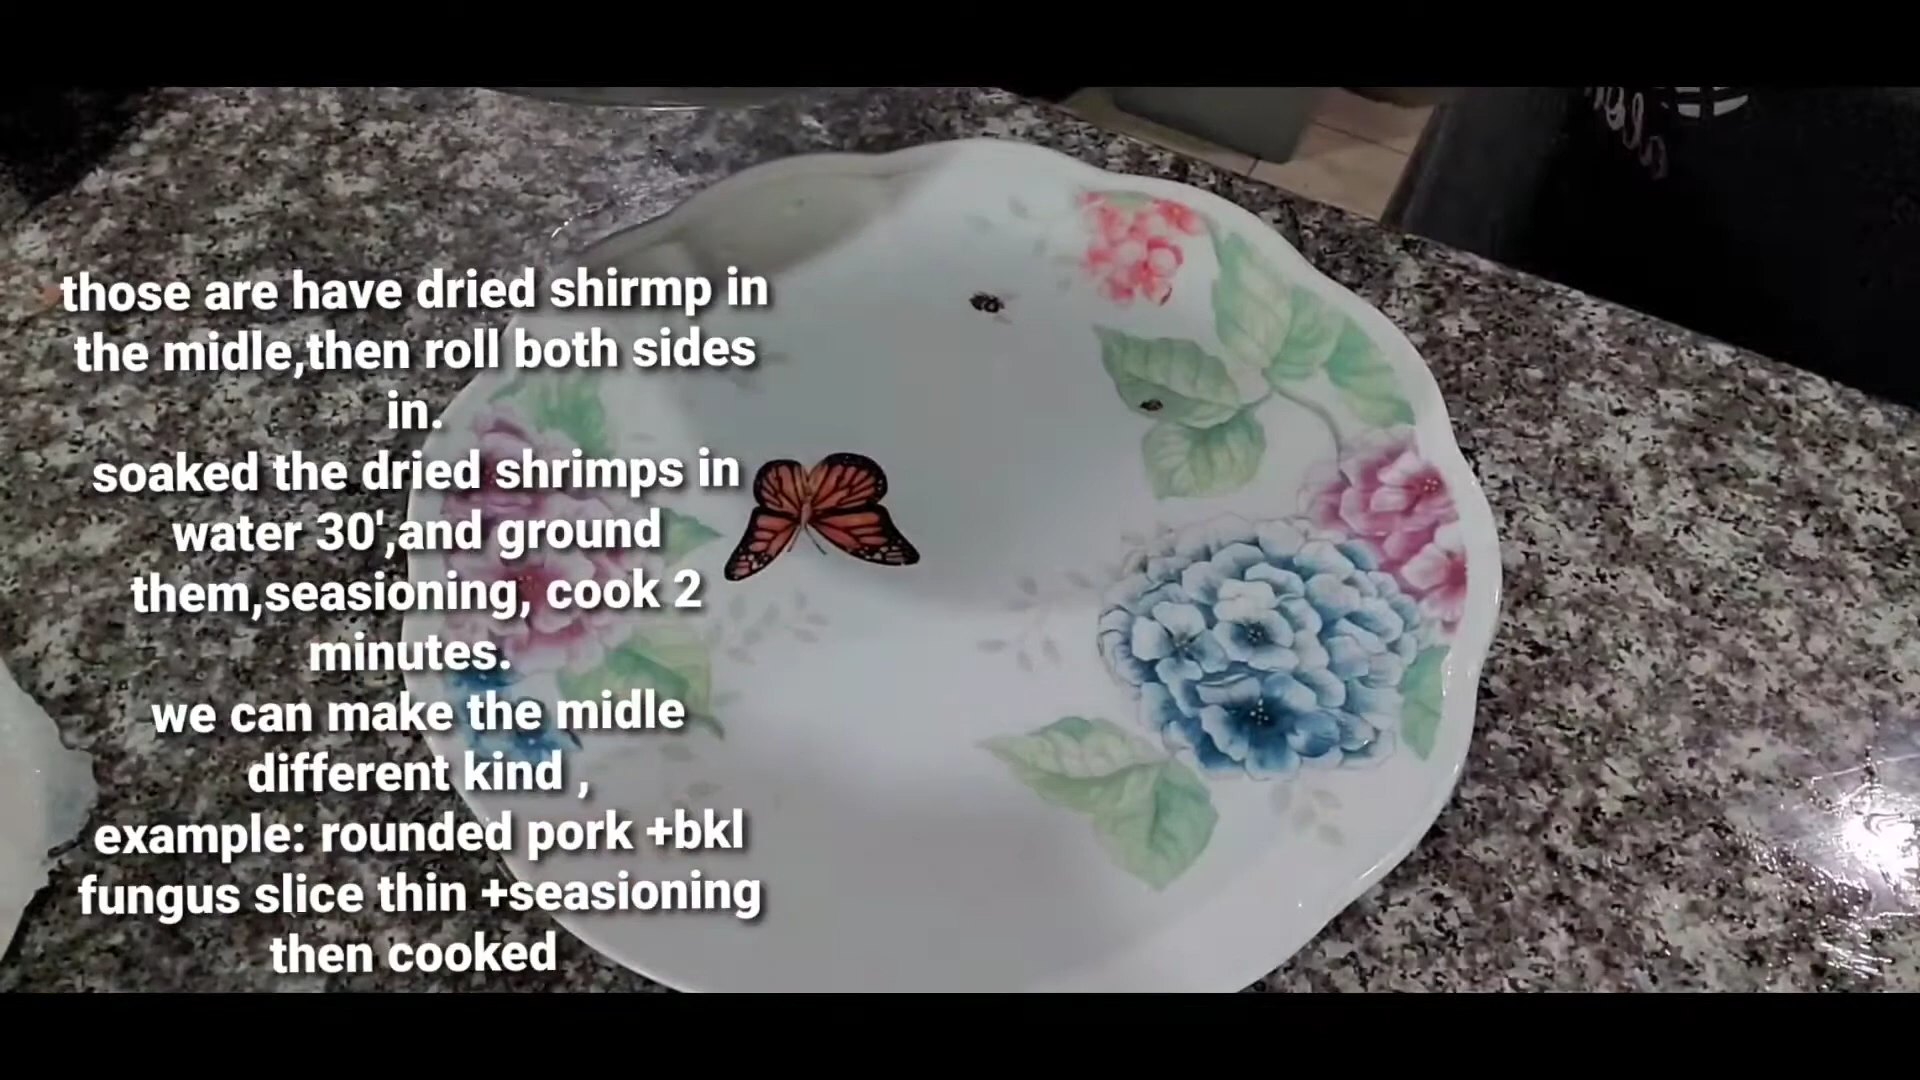 those are have dried shirmp in
the midle,then roll both sides
in.
soaked the dried shrimps in
water 30',and ground
them,seasioning, cook 2
minutes.
we can make the midle
different kind ,
example: rounded pork +bkl
fungus slice thin +seasioning
then cooked